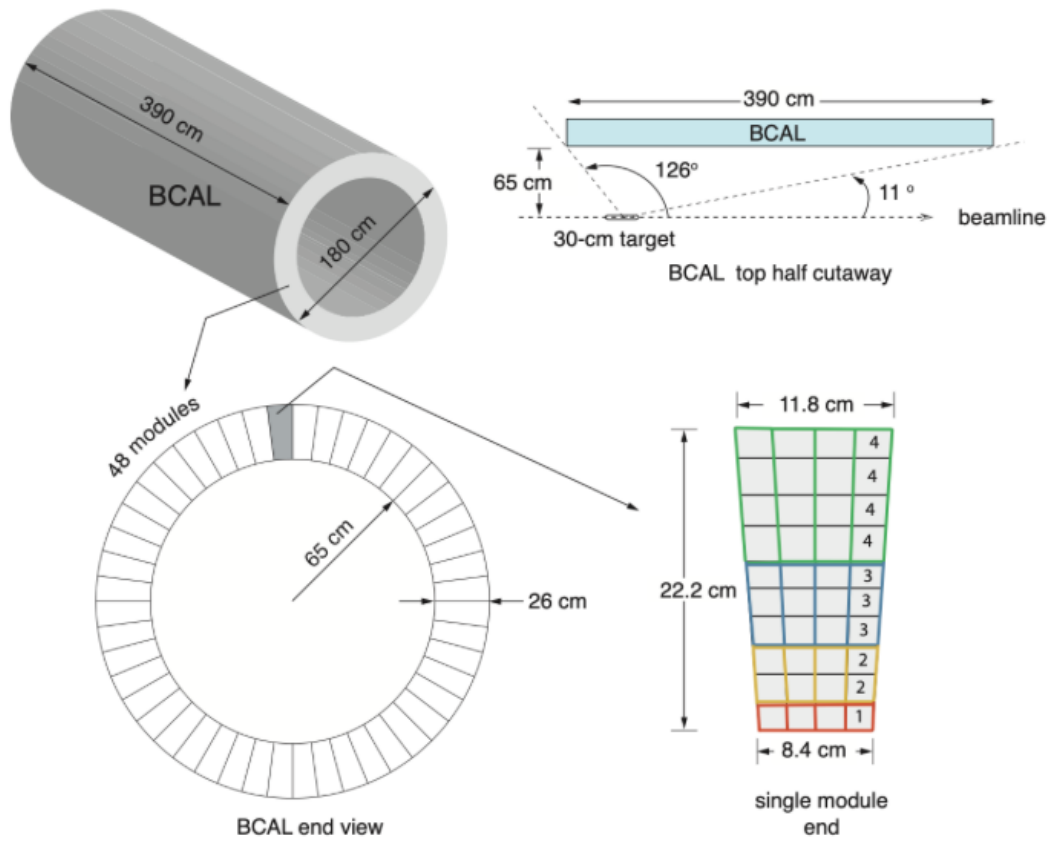 390 cm
BCAL
180 cm
390 cm
BCAL
65 cm
126°
11 °
beamline
30-cm target
BCAL top half cutaway
48 modules
65 cm
26 cm
BCAL end view
11.8 cm
4
4
4
4
3
3
3
2
2
1
22.2 cm
8.4 cm
single module
end